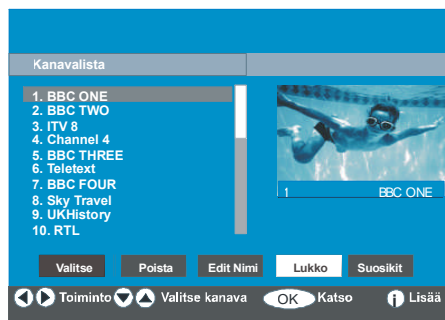 Kanavalista
1. BBC ONE
2. BBC TWO
3. ITV 8
4. Channel 4
5. BBC THREE
6. Teletext
7. BBC FOUR
8. Sky Travel
9. UKHistory
10. RTL
1 BBC ONE
Valitse Poista Edit Nimi Lukko Suosikit
Toiminto Valitse kanava OK Katso i Lisää